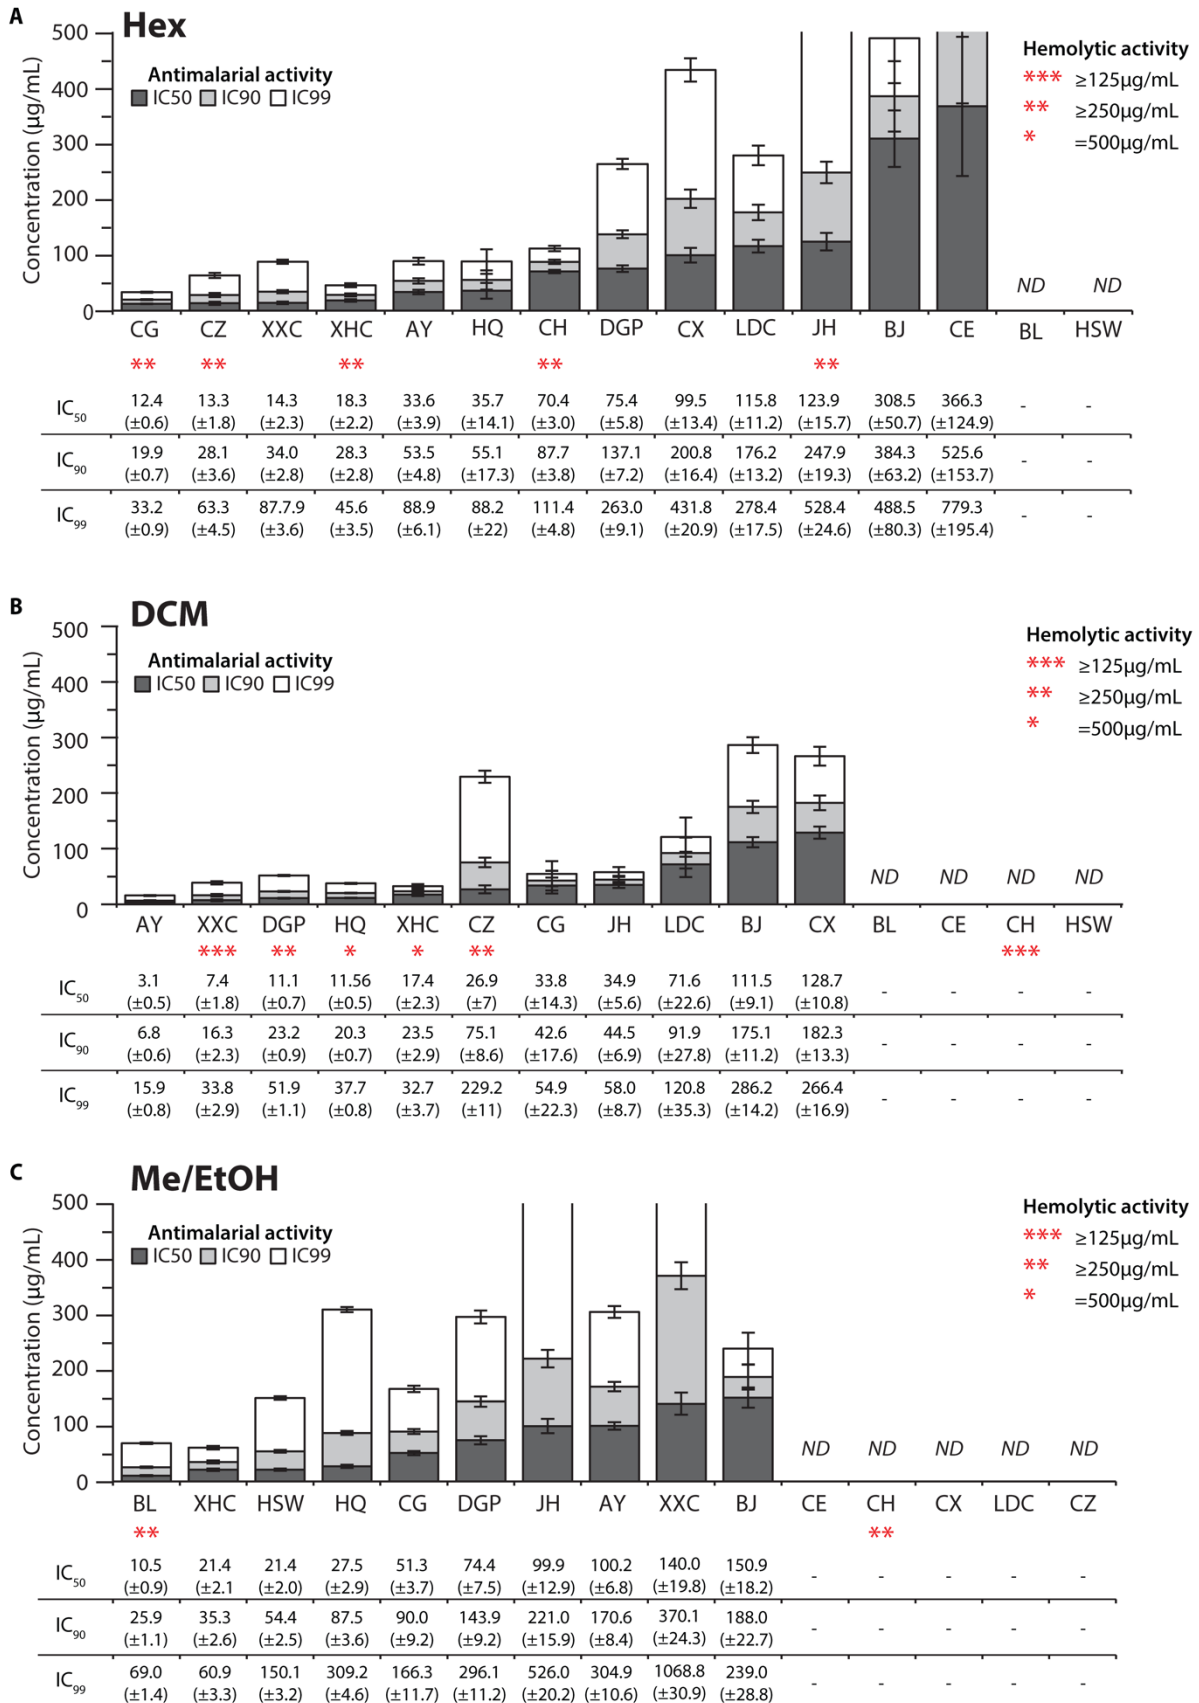 A
Hex
500
400
300
200
100
0
Concentration (µg/mL)
Antimalarial activity
IC50 IC90 IC99
Hemolytic activity
*** ≥125µg/mL
** ≥250µg/mL
* =500µg/mL
ND ND
CG CZ XXC XHC AY HQ CH DGP CX LDC JH BJ CE BL HSW
** ** ** ** **
IC50 12.4 13.3 14.3 18.3 33.6 35.7 70.4 75.4 99.5 115.8 123.9 308.5 366.3 - -
(±0.6) (±1.8) (±2.3) (±2.2) (±3.9) (±14.1) (±3.0) (±5.8) (±13.4) (±11.2) (±15.7) (±50.7) (±124.9)
IC90 19.9 28.1 34.0 28.3 53.5 55.1 87.7 137.1 200.8 176.2 247.9 384.3 525.6 - -
(±0.7) (±3.6) (±2.8) (±2.8) (±4.8) (±17.3) (±3.8) (±7.2) (±16.4) (±13.2) (±19.3) (±63.2) (±153.7)
IC99 33.2 63.3 87.7.9 45.6 88.9 88.2 111.4 263.0 431.8 278.4 528.4 488.5 779.3 - -
(±0.9) (±4.5) (±3.6) (±3.5) (±6.1) (±22) (±4.8) (±9.1) (±20.9) (±17.5) (±24.6) (±80.3) (±195.4)
B
DCM
500
400
300
200
100
0
Concentration (µg/mL)
Antimalarial activity
IC50 IC90 IC99
Hemolytic activity
*** ≥125µg/mL
** ≥250µg/mL
* =500µg/mL
ND ND ND ND
AY XXC DGP HQ XHC CZ CG JH LDC BJ CX BL CE CH HSW
*** ** * * ** ***
IC50 3.1 7.4 11.1 11.56 17.4 26.9 33.8 34.9 71.6 111.5 128.7 - - - -
(±0.5) (±1.8) (±0.7) (±0.5) (±2.3) (±7) (±14.3) (±5.6) (±22.6) (±9.1) (±10.8)
IC90 6.8 16.3 23.2 20.3 23.5 75.1 42.6 44.5 91.9 175.1 182.3 - - - -
(±0.6) (±2.3) (±0.9) (±0.7) (±2.9) (±8.6) (±17.6) (±6.9) (±27.8) (±11.2) (±13.3)
IC99 15.9 33.8 51.9 37.7 32.7 229.2 54.9 58.0 120.8 286.2 266.4 - - - -
(±0.8) (±2.9) (±1.1) (±0.8) (±3.7) (±11) (±22.3) (±8.7) (±35.3) (±14.2) (±16.9)
C
Me/EtOH
500
400
300
200
100
0
Concentration (µg/mL)
Antimalarial activity
IC50 IC90 IC99
Hemolytic activity
*** ≥125µg/mL
** ≥250µg/mL
* =500µg/mL
ND ND ND ND ND
BL XHC HSW HQ CG DGP JH AY XXC BJ CE CH CX LDC CZ
** **
IC50 10.5 21.4 21.4 27.5 51.3 74.4 99.9 100.2 140.0 150.9 - - - - -
(±0.9) (±2.1 (±2.0) (±2.9) (±3.7) (±7.5) (±12.9) (±6.8) (±19.8) (±18.2)
IC90 25.9 35.3 54.4 87.5 90.0 143.9 221.0 170.6 370.1 188.0 - - - - -
(±1.1) (±2.6) (±2.5) (±3.6) (±9.2) (±9.2) (±15.9) (±8.4) (±24.3) (±22.7)
IC99 69.0 60.9 150.1 309.2 166.3 296.1 526.0 304.9 1068.8 239.0 - - - - -
(±1.4) (±3.3) (±3.2) (±4.6) (±11.7) (±11.2) (±20.2) (±10.6) (±30.9) (±28.8)